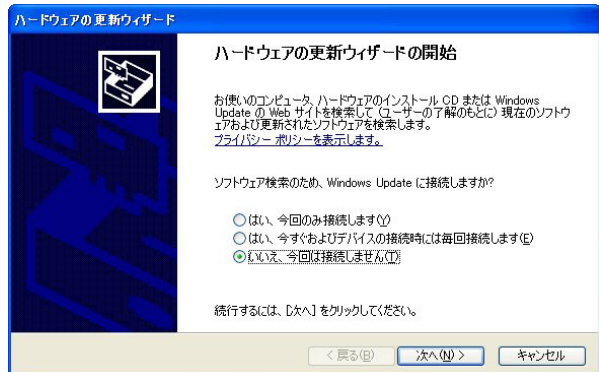 ハードウェアの更新ウィザード
ハードウェアの更新ウィザードの開始
お使いのコンピュータ、ハードウェアのインストール CD または Windows
Update の Web サイトを検索して (ユーザーの了解のもとに) 現在のソフトウ
ェアおよび更新されたソフトウェアを検索します。
プライバシー ポリシーを表示します。
ソフトウェア検索のため、Windows Update に接続しますか?
はい、今回のみ接続します(Y)
はい、今すぐおよびデバイスの接続時には毎回接続します(E)
いいえ、今回は接続しません(T)
続行するには、[次へ] をクリックしてください。
< 戻る(B) 次へ(N) > キャンセル